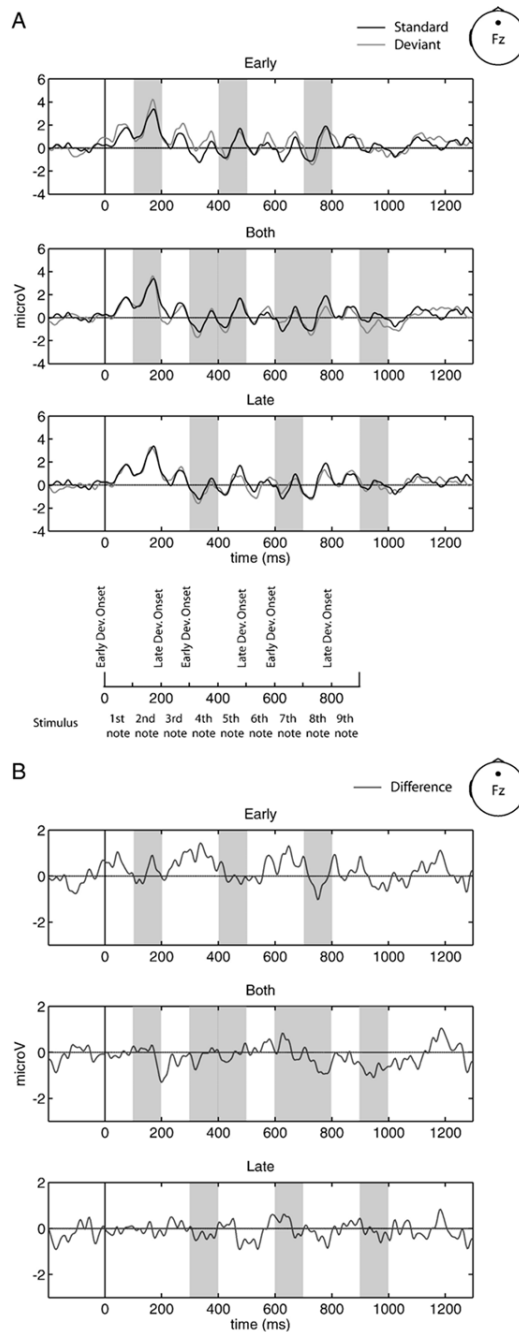 A
Standard
Deviant
Fz
Early
6
4
2
0
-2
-4
0 200 400 600 800 1000 1200
Both
microV
6
4
2
0
-2
-4
0 200 400 600 800 1000 1200
Late
6
4
2
0
-2
-4
0 200 400 600 800 1000 1200
time (ms)
Early Dev. Onset
Late Dev. Onset
Early Dev. Onset
Late Dev. Onset
Early Dev. Onset
Late Dev. Onset
0 200 400 600 800
Stimulus 1st 2nd 3rd 4th 5th 6th 7th 8th 9th
note note note note note note note note note
B
Difference
Fz
Early
2
0
-2
0 200 400 600 800 1000 1200
Both
microV
2
0
-2
0 200 400 600 800 1000 1200
Late
2
0
-2
0 200 400 600 800 1000 1200
time (ms)